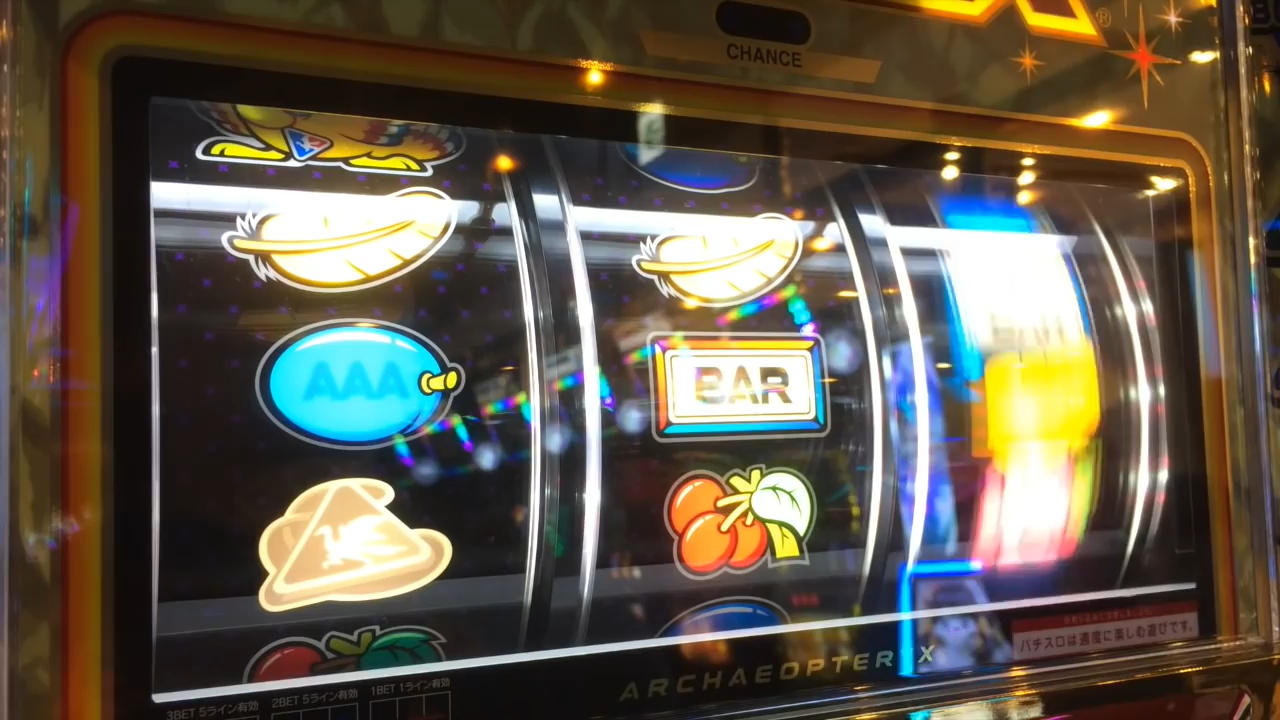 CHANCE
AAA
BAR
BAR
ARCHAEOPTERYX
パチスロは適度に楽しむ遊びです。
3BET 5ライン有効
2BET 5ライン有効
1BET 1ライン有効